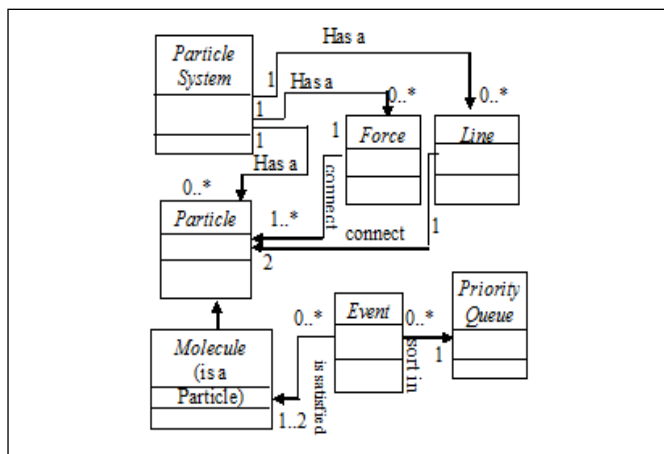 Particle
System
Has a
1
0..*
Has a
1
0..*
1
Has a
0..*
Force
Line
1
connect
1..*
1
connect
2
Particle
Molecule
(is a
Particle)
0..*
is satisfied
1..2
Event
0..*
sort in
1
Priority
Queue